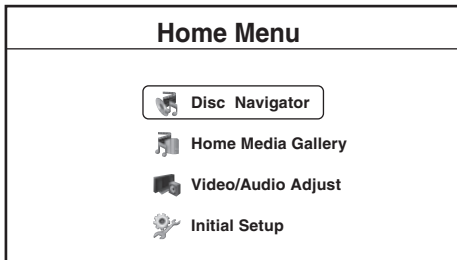 Home Menu
Disc Navigator
Home Media Gallery
Video/Audio Adjust
Initial Setup